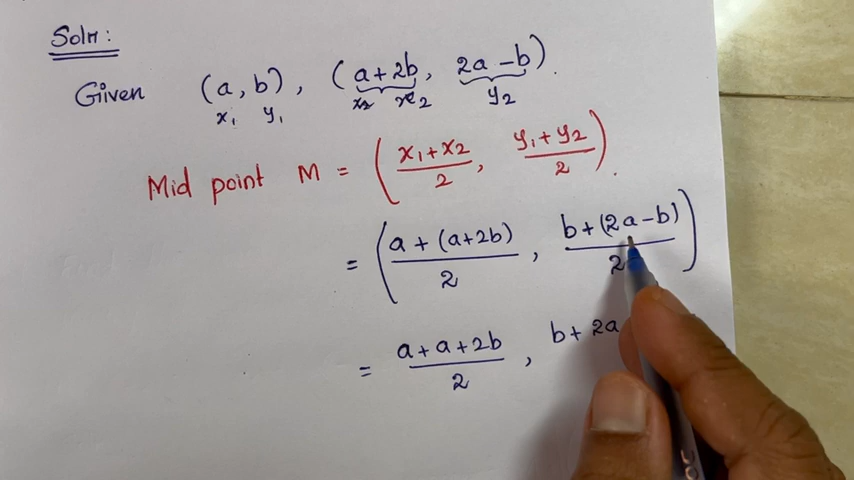 Soln:
Given (a, b), (a+2b, 2a-b).
x₁ y₁ x₂ y₂
Mid point M = ( (x₁+x₂)/2, (y₁+y₂)/2 ).
= ( (a + (a+2b))/2, (b+(2a-b))/2 )
= (a+a+2b)/2, b+2a